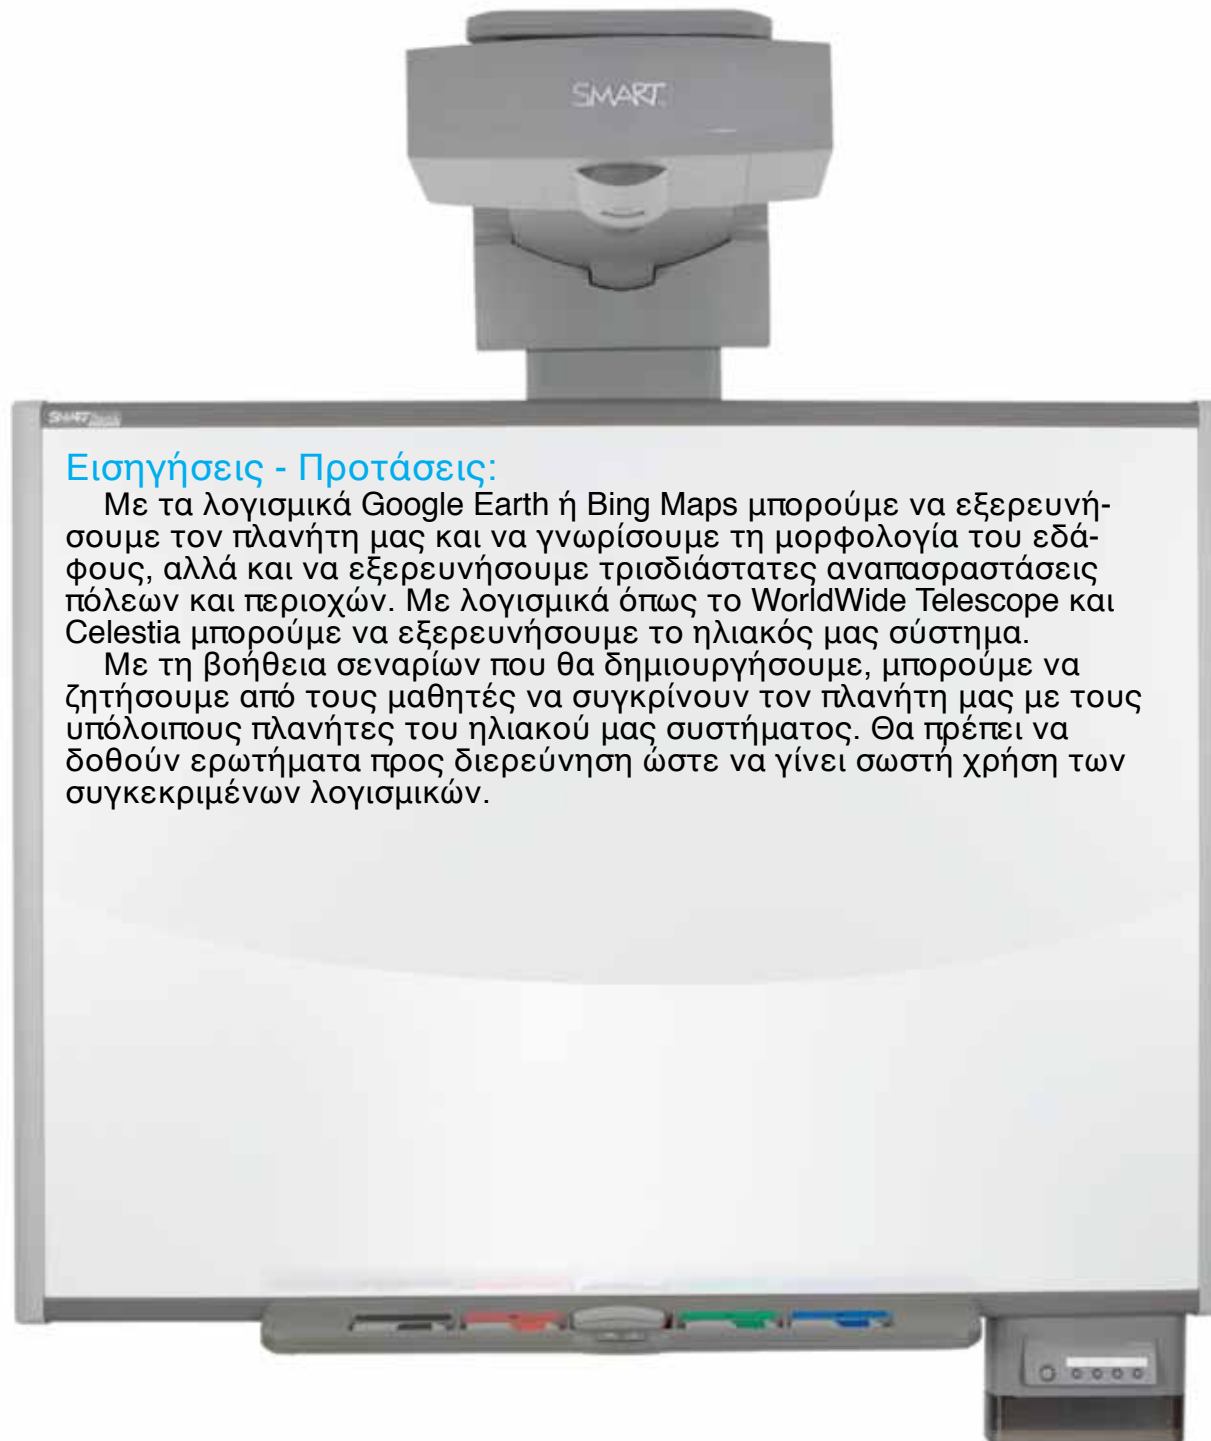 SMART
SMART
Εισηγήσεις - Προτάσεις:
Με τα λογισμικά Google Earth ή Bing Maps μπορούμε να εξερευνή-
σουμε τον πλανήτη μας και να γνωρίσουμε τη μορφολογία του εδά-
φους, αλλά και να εξερευνήσουμε τρισδιάστατες αναπασραστάσεις
πόλεων και περιοχών. Με λογισμικά όπως το WorldWide Telescope και
Celestia μπορούμε να εξερευνήσουμε το ηλιακός μας σύστημα.
Με τη βοήθεια σεναρίων που θα δημιουργήσουμε, μπορούμε να
ζητήσουμε από τους μαθητές να συγκρίνουν τον πλανήτη μας με τους
υπόλοιπους πλανήτες του ηλιακού μας συστήματος. Θα πρέπει να
δοθούν ερωτήματα προς διερεύνηση ώστε να γίνει σωστή χρήση των
συγκεκριμένων λογισμικών.